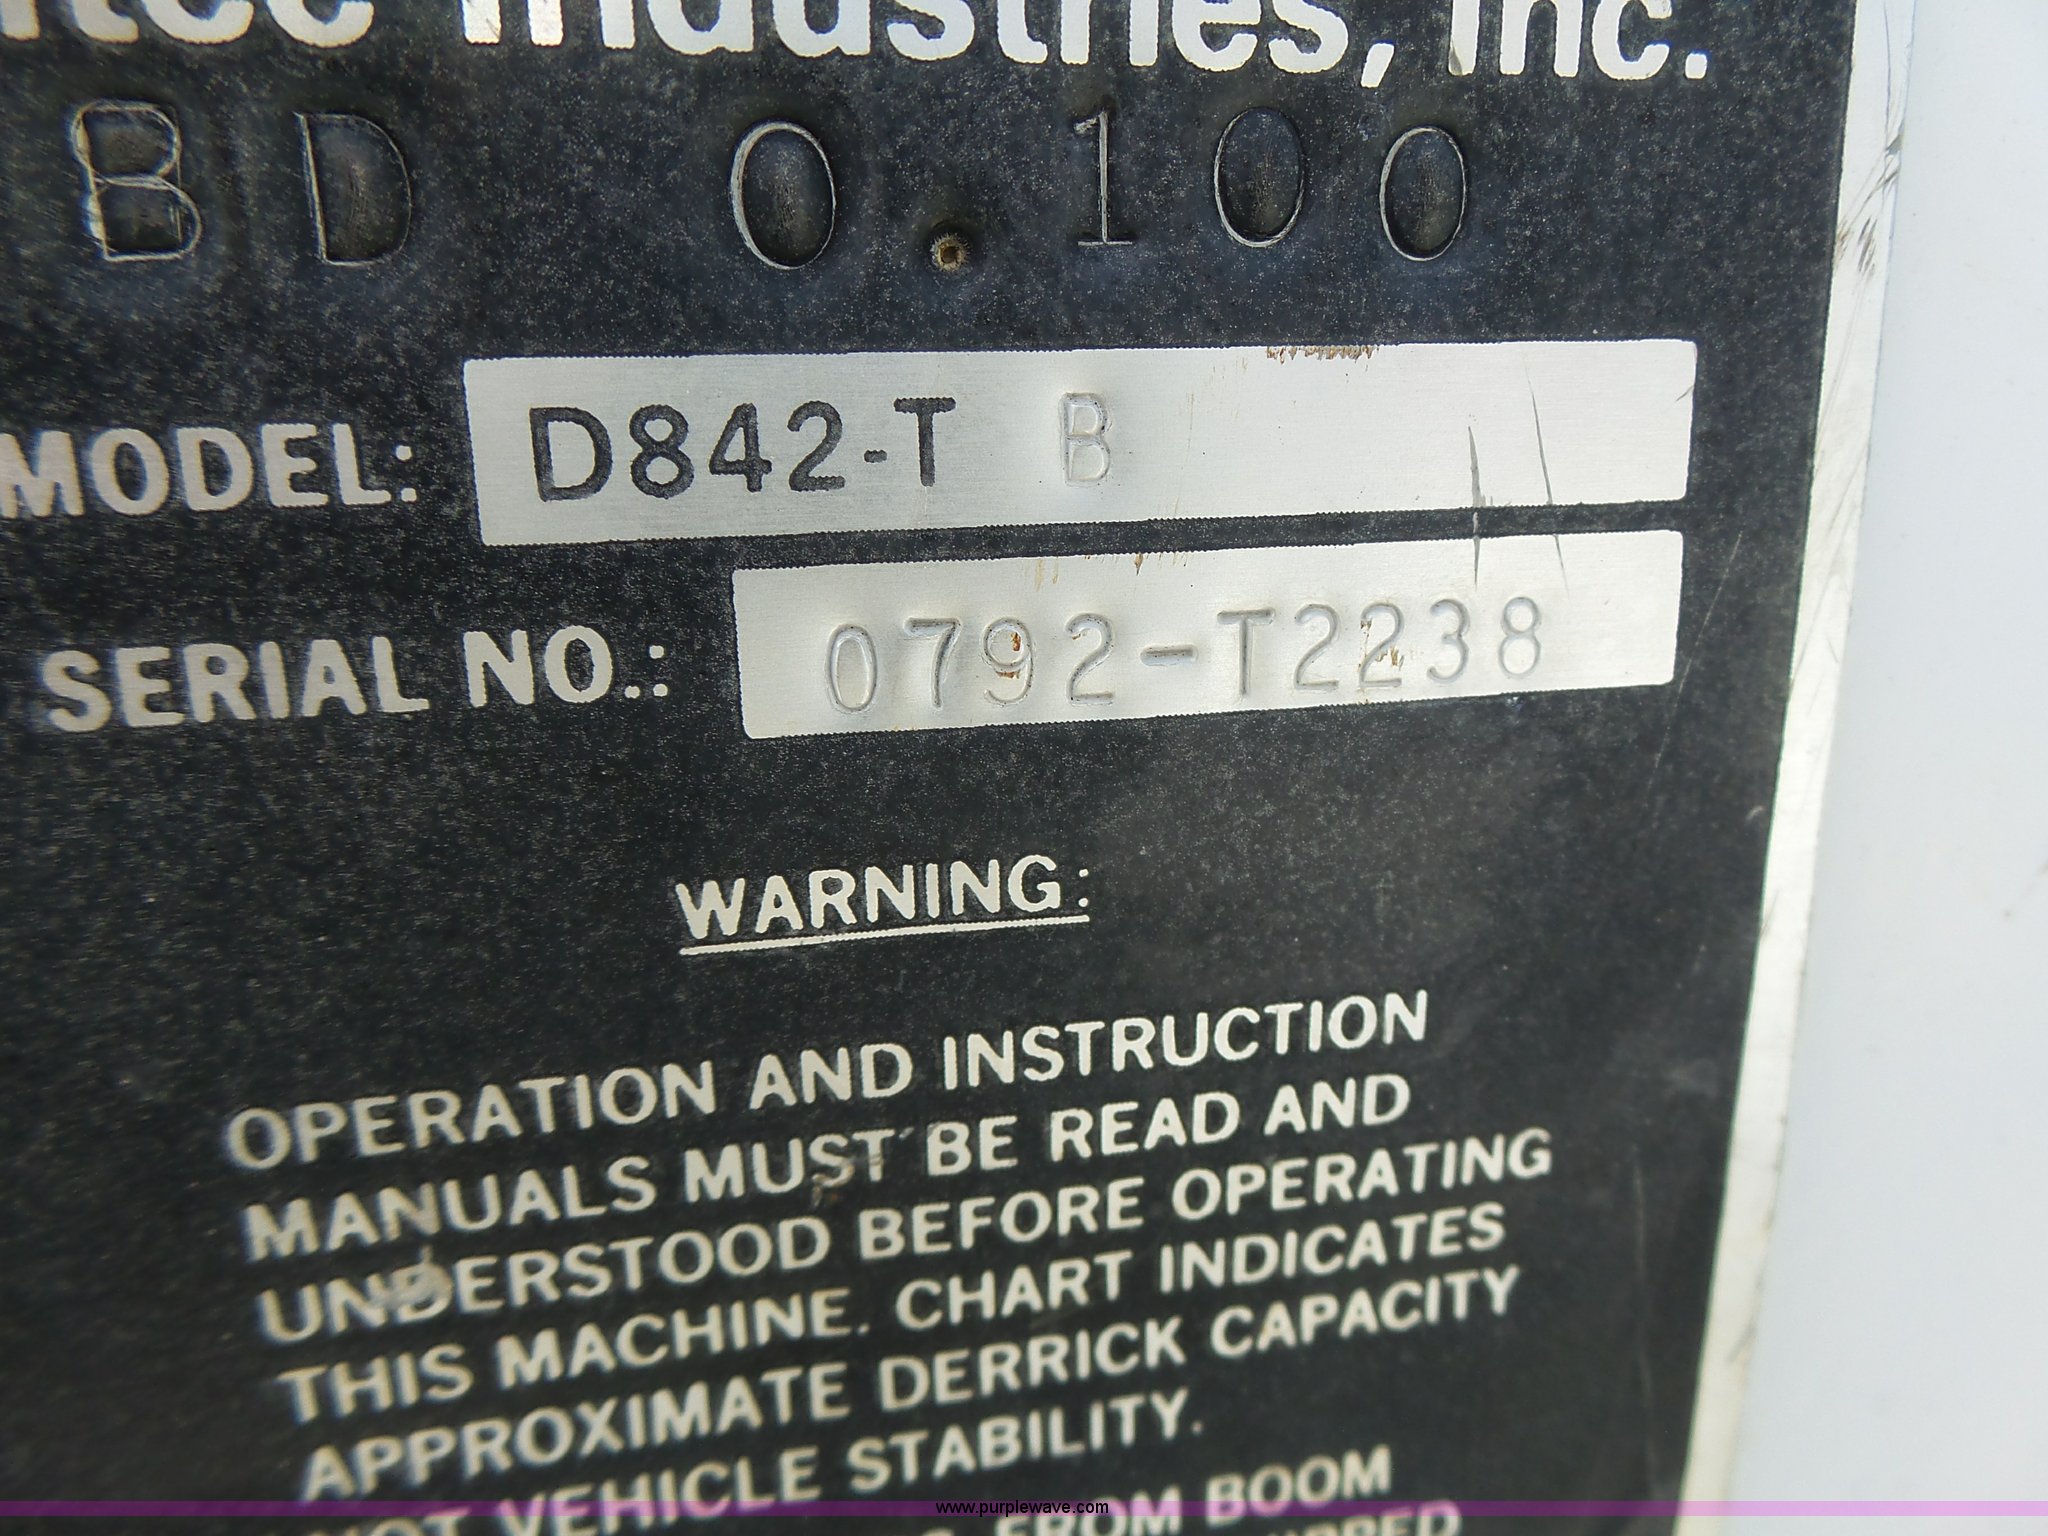 Industries, Inc.
BD 0.100
MODEL: D842-T B
SERIAL NO.: 0792-T2238
WARNING:
OPERATION AND INSTRUCTION
MANUALS MUST BE READ AND
UNDERSTOOD BEFORE OPERATING
THIS MACHINE. CHART INDICATES
APPROXIMATE DERRICK CAPACITY
NOT VEHICLE STABILITY.
FROM BOOM
www.purplewave.com